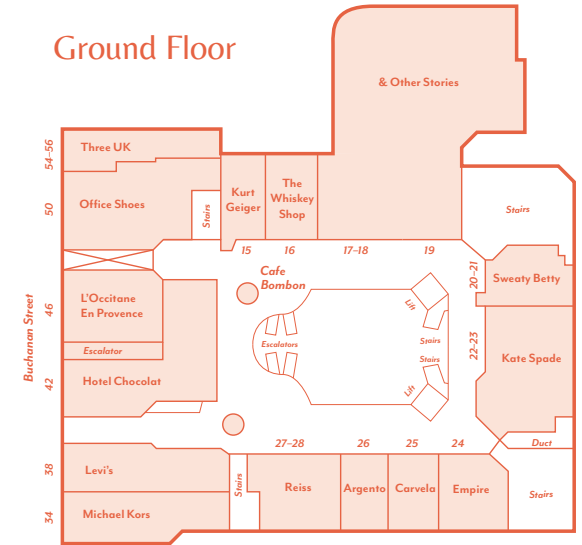 Ground Floor
& Other Stories
54–56
Three UK
50
Office Shoes
Stairs
Kurt
Geiger
The
Whiskey
Shop
Stairs
15
16
17–18
19
Cafe
Bombon
20–21
Sweaty Betty
Buchanan Street
46
L'Occitane
En Provence
Lift
Escalators
Stairs
Stairs
22–23
Kate Spade
Escalator
42
Hotel Chocolat
Lift
27–28
26
25
24
Duct
38
Levi's
Stairs
Reiss
Argento
Carvela
Empire
Stairs
34
Michael Kors